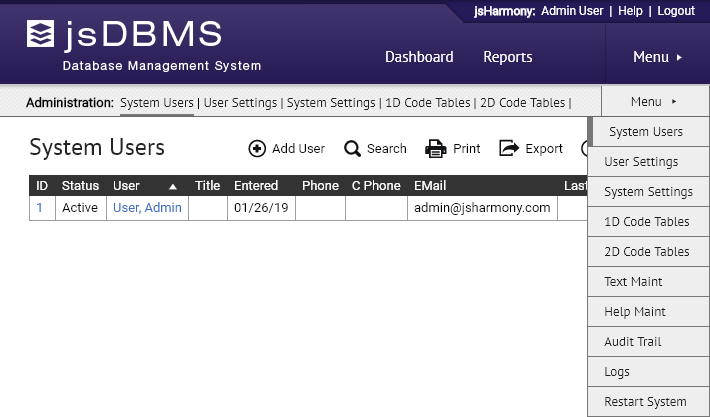 jsHarmony: Admin User | Help | Logout
jsDBMS
Database Management System
Dashboard Reports Menu
Administration: System Users | User Settings | System Settings | 1D Code Tables | 2D Code Tables | Menu
System Users
Add User Search Print Export
ID Status User Title Entered Phone C Phone EMail Last
1 Active User, Admin 01/26/19 admin@jsharmony.com
System Users
User Settings
System Settings
1D Code Tables
2D Code Tables
Text Maint
Help Maint
Audit Trail
Logs
Restart System